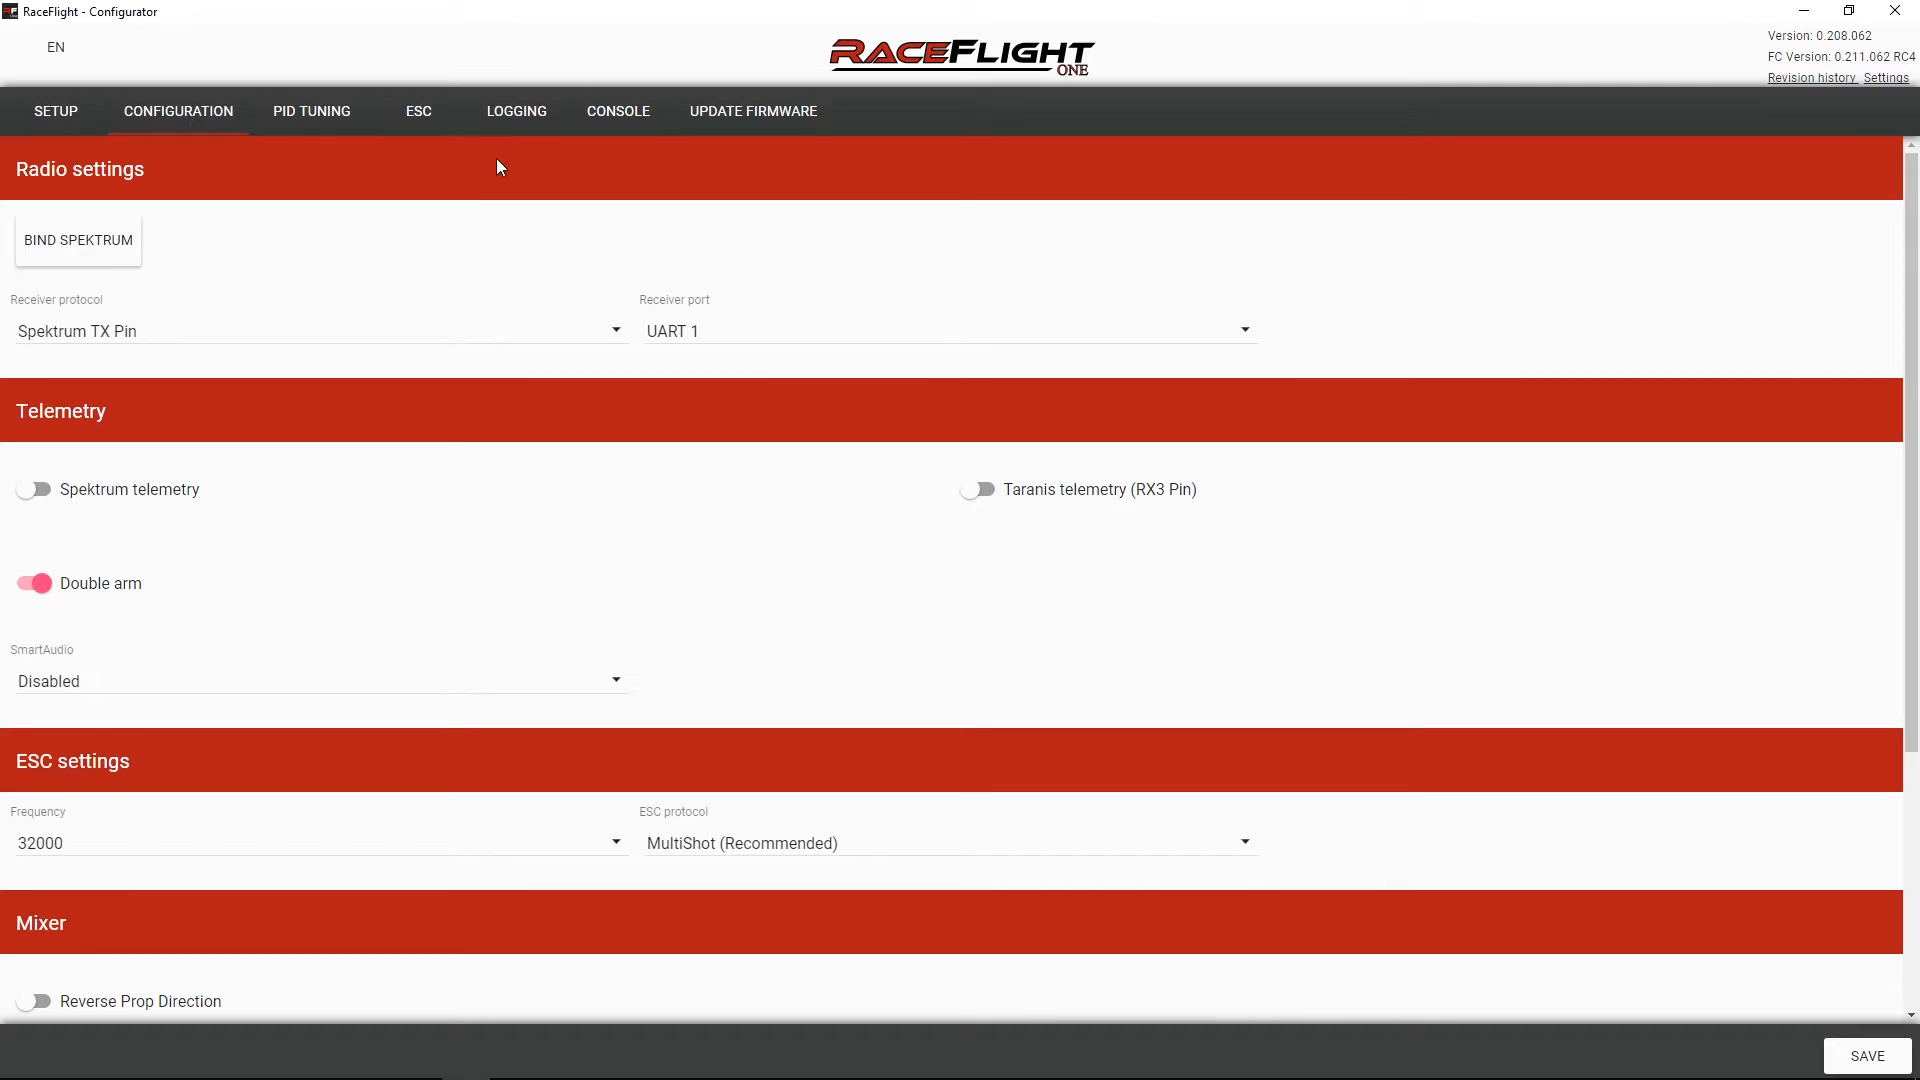 RaceFlight - Configurator
EN
RACEFLIGHT
ONE
Version: 0.208.062
FC Version: 0.211.062 RC4
Revision history Settings
SETUP CONFIGURATION PID TUNING ESC LOGGING CONSOLE UPDATE FIRMWARE
Radio settings
BIND SPEKTRUM
Receiver protocol Receiver port
Spektrum TX Pin UART 1
Telemetry
Spektrum telemetry Taranis telemetry (RX3 Pin)
Double arm
SmartAudio
Disabled
ESC settings
Frequency ESC protocol
32000 MultiShot (Recommended)
Mixer
Reverse Prop Direction
SAVE